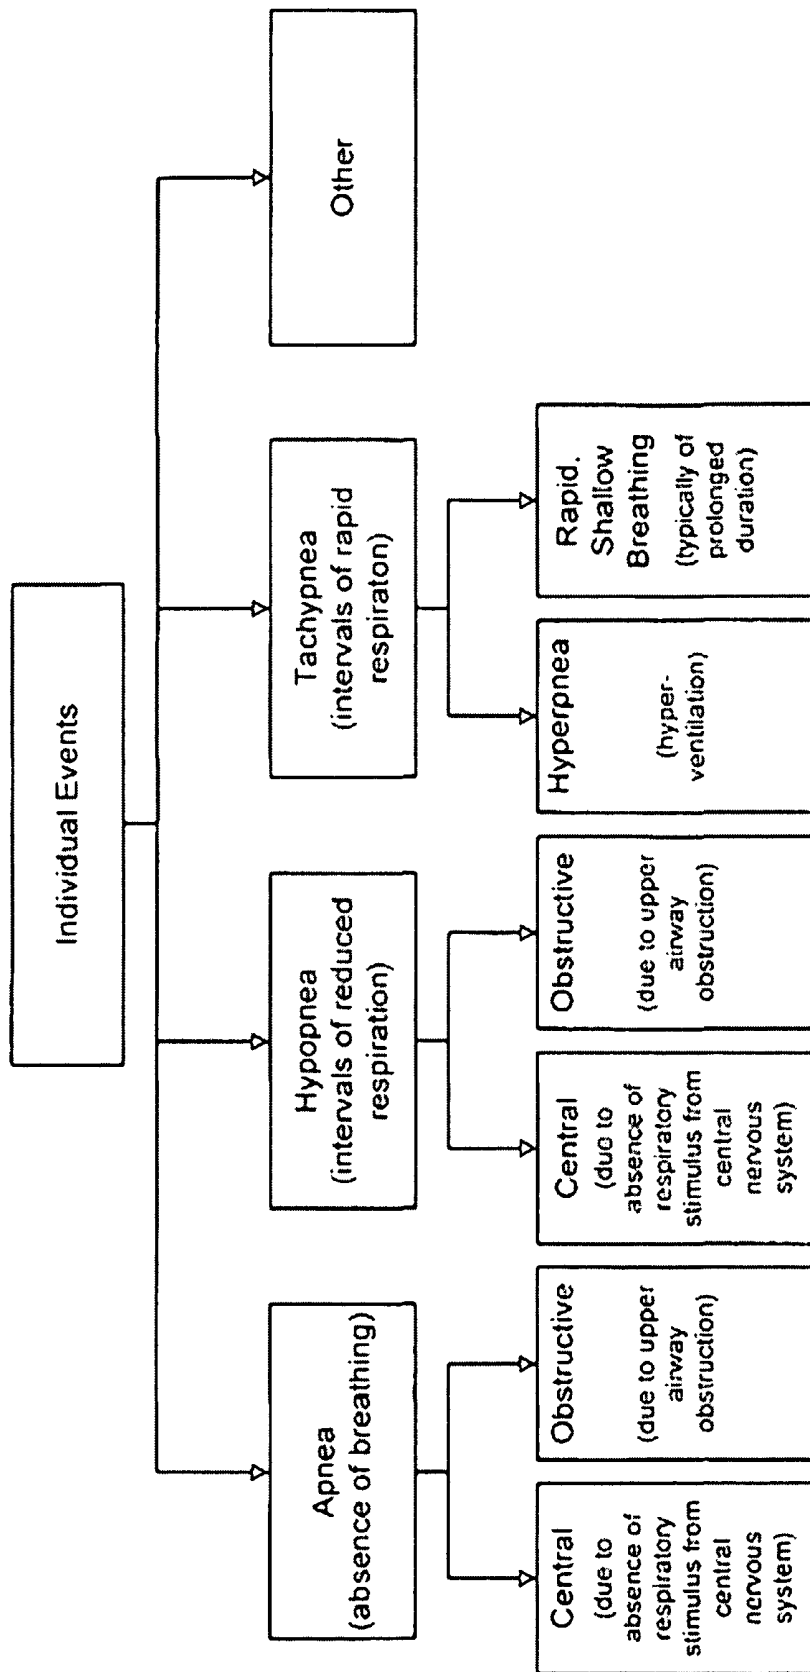 Individual Events
Apnea
(absence of breathing)
Hypopnea
(intervals of reduced
respiration)
Tachypnea
(intervals of rapid
respiraton)
Other
Central
(due to
absence of
respiratory
stimulus from
central
nervous
system)
Obstructive
(due to upper
airway
obstruction)
Central
(due to
absence of
respiratory
stimulus from
central
nervous
system)
Obstructive
(due to upper
airway
obstruction)
Hyperpnea
(hyper-
ventilation)
Rapid.
Shallow
Breathing
(typically of
prolonged
duration)